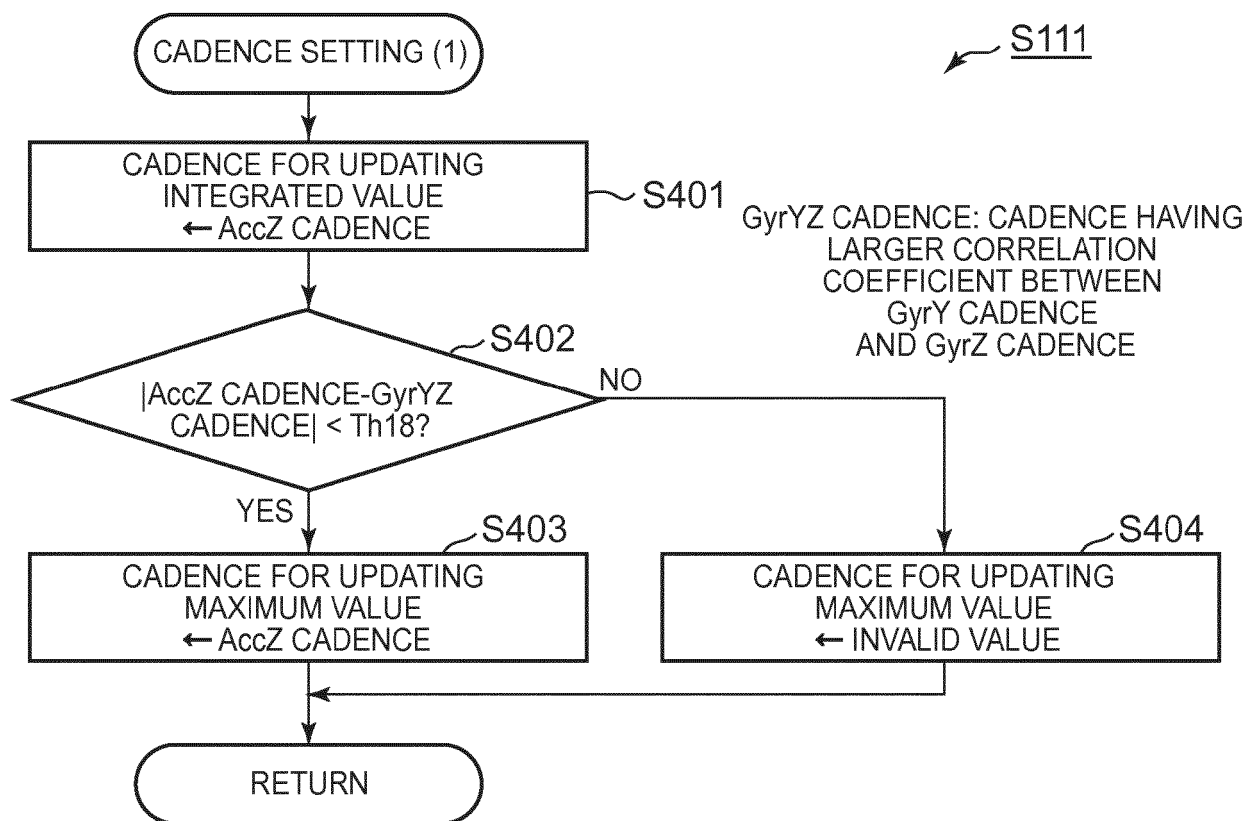 CADENCE SETTING (1)
S111
CADENCE FOR UPDATING
INTEGRATED VALUE
← AccZ CADENCE
S401
GyrYZ CADENCE: CADENCE HAVING
LARGER CORRELATION
COEFFICIENT BETWEEN
GyrY CADENCE
AND GyrZ CADENCE
S402
|AccZ CADENCE-GyrYZ
CADENCE| < Th18?
NO
YES
S403
CADENCE FOR UPDATING
MAXIMUM VALUE
← AccZ CADENCE
S404
CADENCE FOR UPDATING
MAXIMUM VALUE
← INVALID VALUE
RETURN